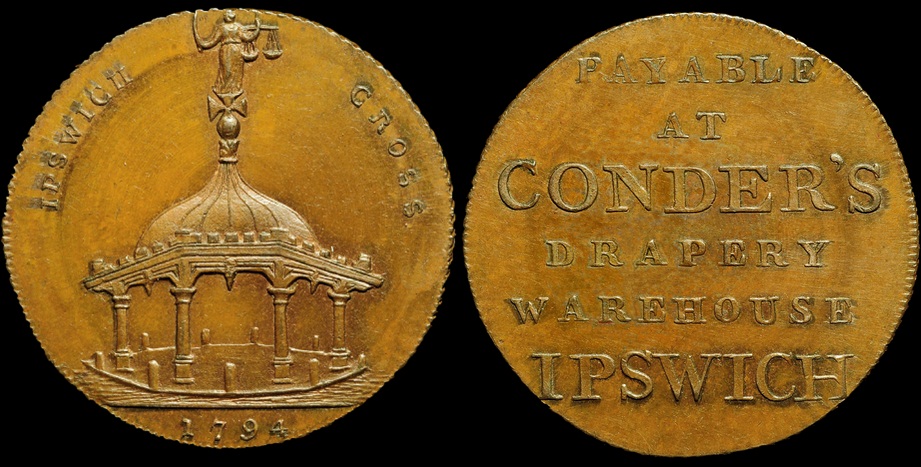 IPSWICH CROSS
1794
PAYABLE
AT
CONDER'S
DRAPERY
WAREHOUSE
IPSWICH